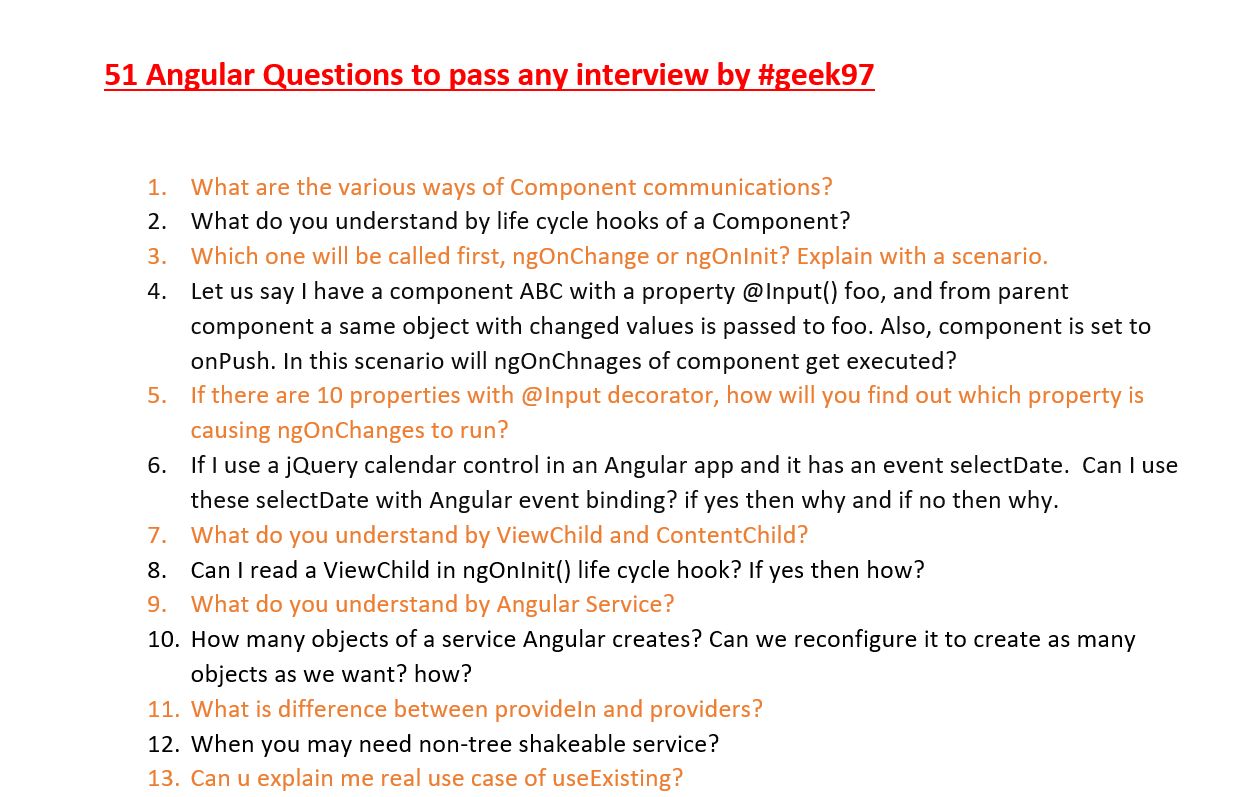 51 Angular Questions to pass any interview by #geek97
1. What are the various ways of Component communications?
2. What do you understand by life cycle hooks of a Component?
3. Which one will be called first, ngOnChange or ngOnInit? Explain with a scenario.
4. Let us say I have a component ABC with a property @Input() foo, and from parent
component a same object with changed values is passed to foo. Also, component is set to
onPush. In this scenario will ngOnChnages of component get executed?
5. If there are 10 properties with @Input decorator, how will you find out which property is
causing ngOnChanges to run?
6. If I use a jQuery calendar control in an Angular app and it has an event selectDate.  Can I use
these selectDate with Angular event binding? if yes then why and if no then why.
7. What do you understand by ViewChild and ContentChild?
8. Can I read a ViewChild in ngOnInit() life cycle hook? If yes then how?
9. What do you understand by Angular Service?
10. How many objects of a service Angular creates? Can we reconfigure it to create as many
objects as we want? how?
11. What is difference between provideIn and providers?
12. When you may need non-tree shakeable service?
13. Can u explain me real use case of useExisting?